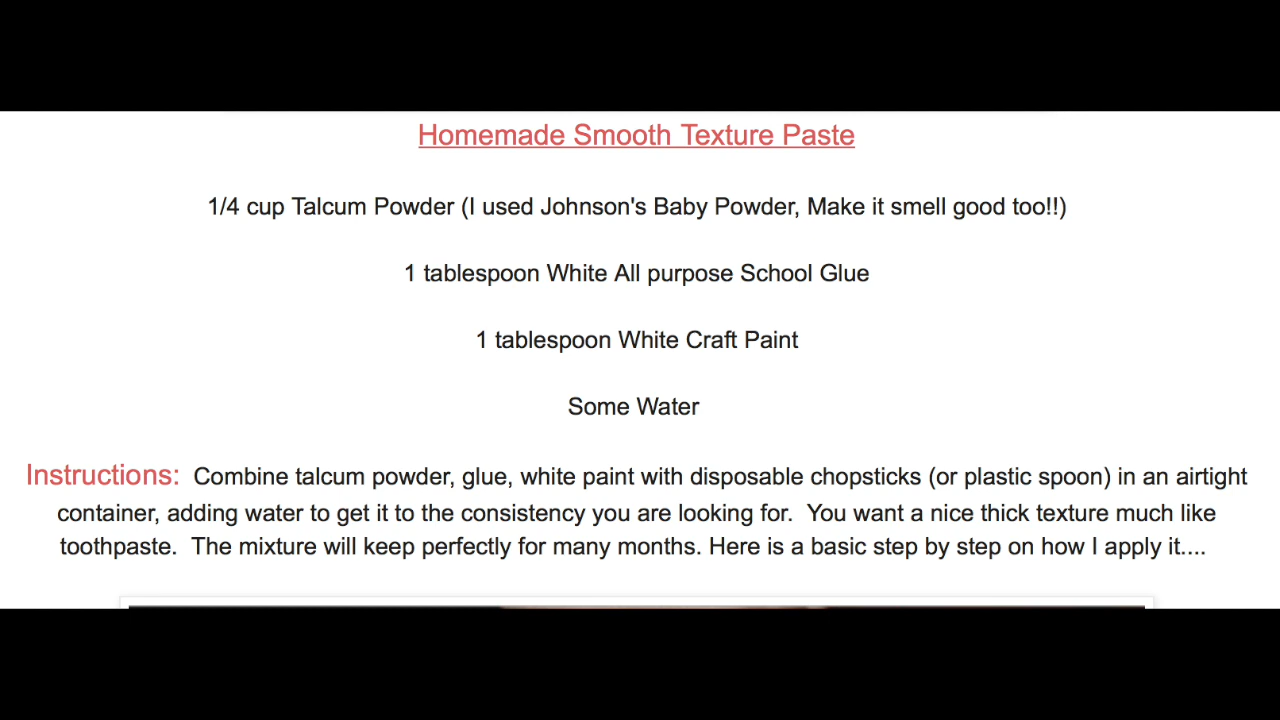 Homemade Smooth Texture Paste
1/4 cup Talcum Powder (I used Johnson's Baby Powder, Make it smell good too!!)
1 tablespoon White All purpose School Glue
1 tablespoon White Craft Paint
Some Water
Instructions:  Combine talcum powder, glue, white paint with disposable chopsticks (or plastic spoon) in an airtight
container, adding water to get it to the consistency you are looking for.  You want a nice thick texture much like
toothpaste.  The mixture will keep perfectly for many months. Here is a basic step by step on how I apply it....